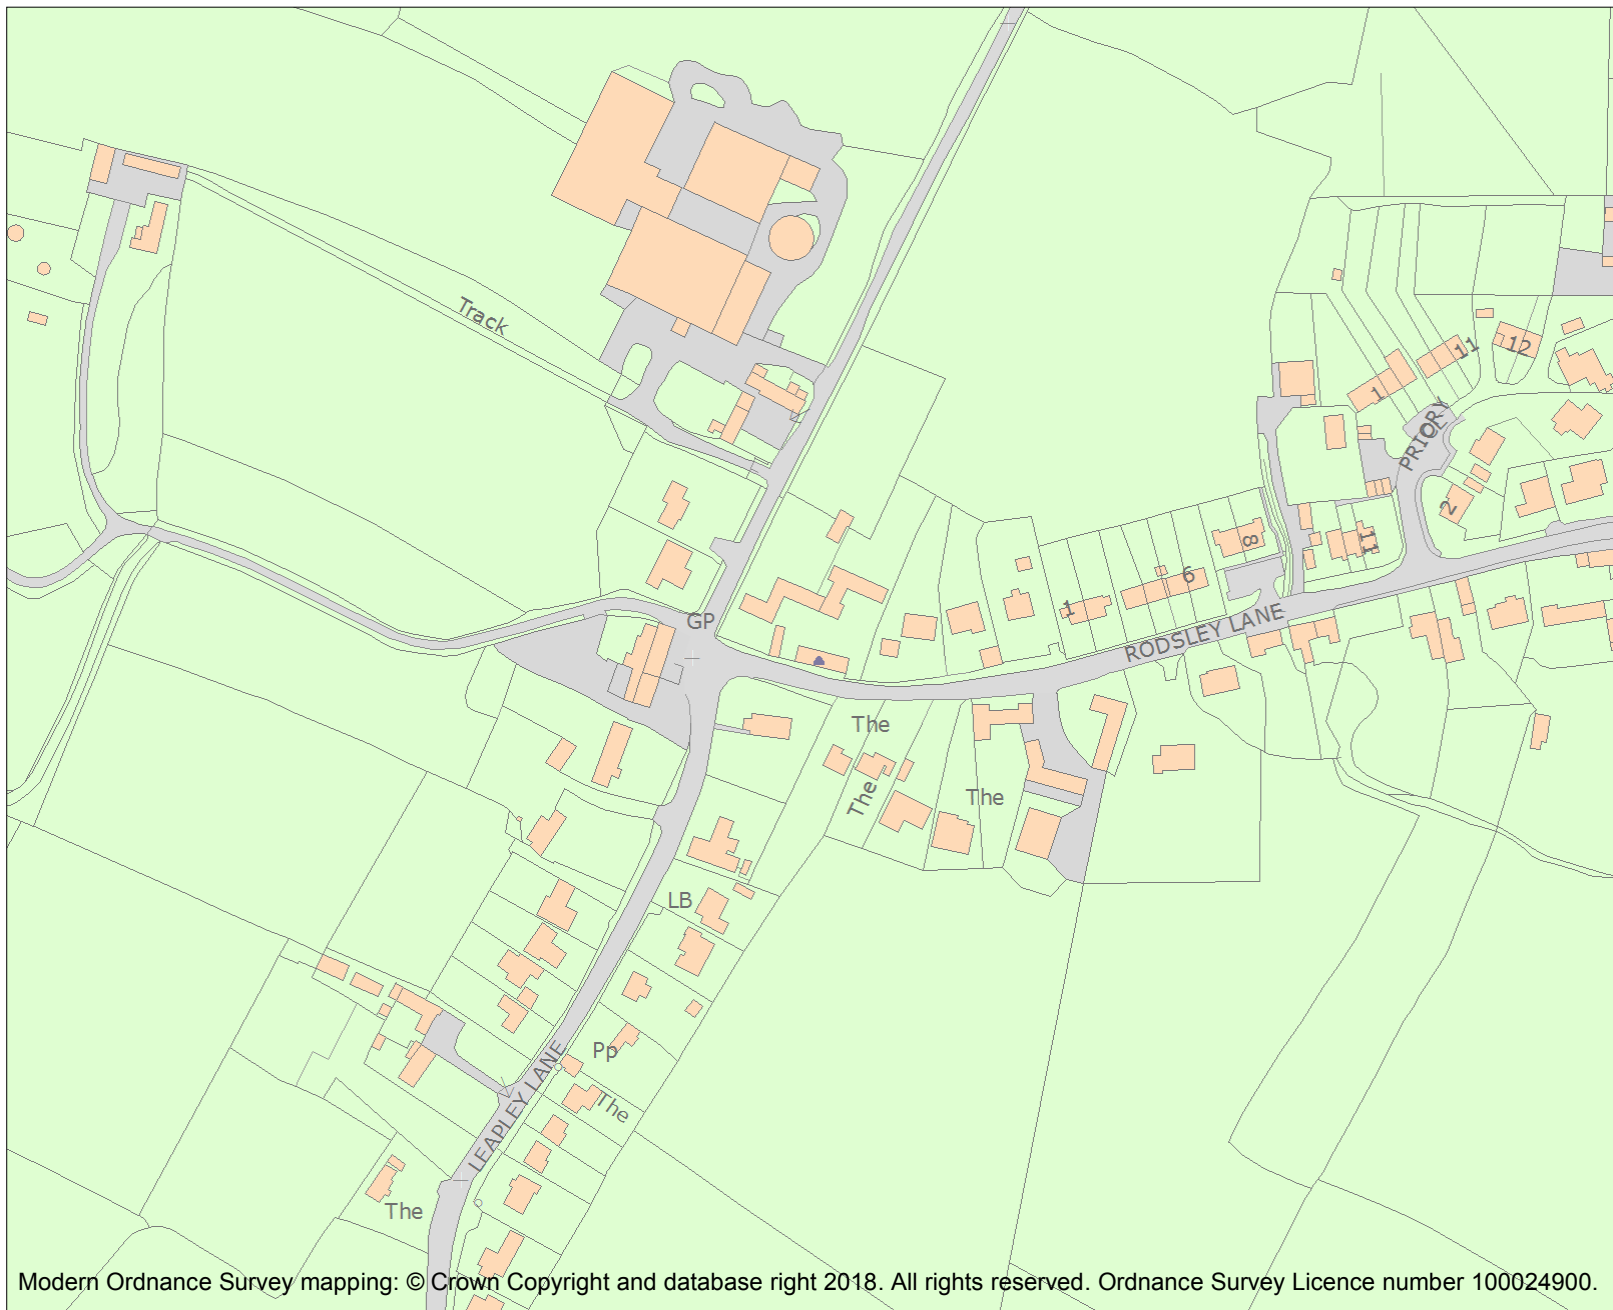 Track
12
11
1
PRIORY
2
8
11
6
1
GP
RODSLEY LANE
The
The
The
LB
Pp
LEAPLEY LANE
The
The
Modern Ordnance Survey mapping: © Crown Copyright and database right 2018. All rights reserved. Ordnance Survey Licence number 100024900.